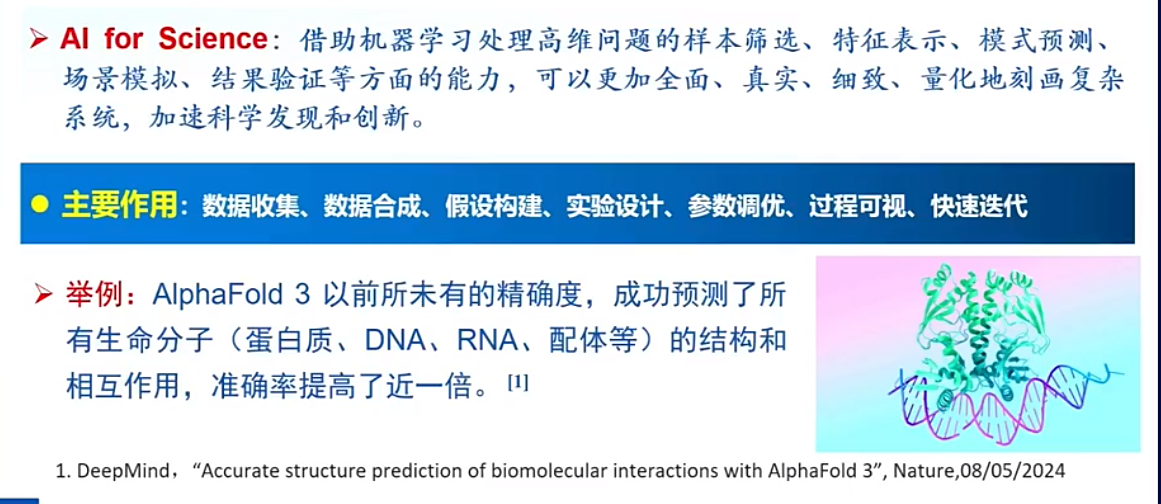 AI for Science：借助机器学习处理高维问题的样本筛选、特征表示、模式预测、
场景模拟、结果验证等方面的能力，可以更加全面、真实、细致、量化地刻画复杂
系统，加速科学发现和创新。
主要作用：数据收集、数据合成、假设构建、实验设计、参数调优、过程可视、快速迭代
举例：AlphaFold 3 以前所未有的精确度，成功预测了所
有生命分子（蛋白质、DNA、RNA、配体等）的结构和
相互作用，准确率提高了近一倍。[1]
1. DeepMind，“Accurate structure prediction of biomolecular interactions with AlphaFold 3”, Nature,08/05/2024